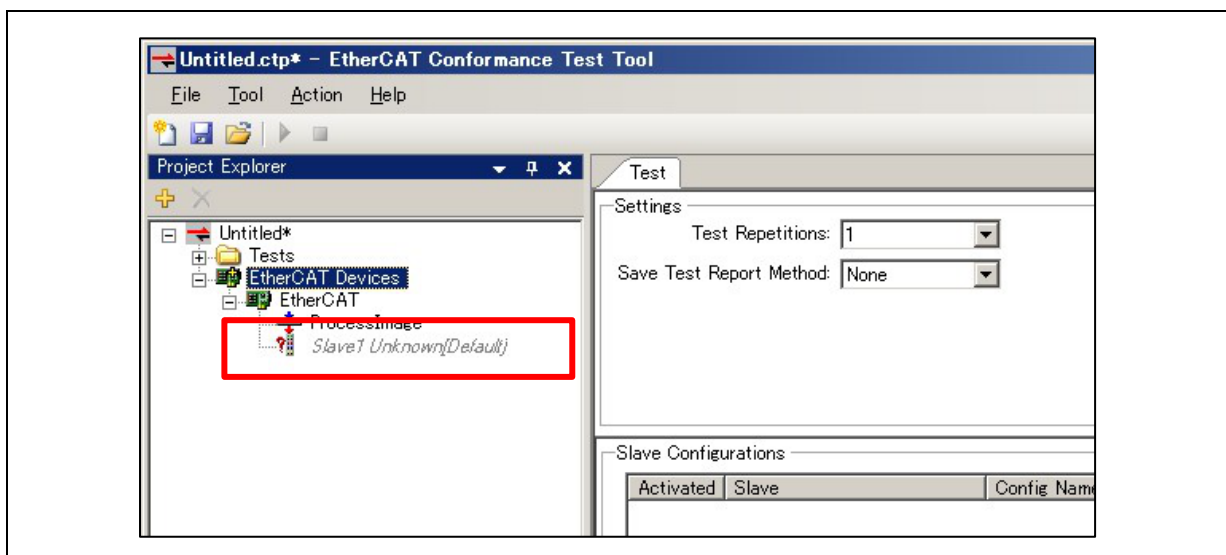 Untitled.ctp* - EtherCAT Conformance Test Tool
File Tool Action Help
Project Explorer
Test
Settings
Untitled*
Test Repetitions: 1
Tests
EtherCAT Devices
Save Test Report Method: None
EtherCAT
ProcessImage
Slave1 Unknown(Default)
Slave Configurations
Activated Slave Config Name